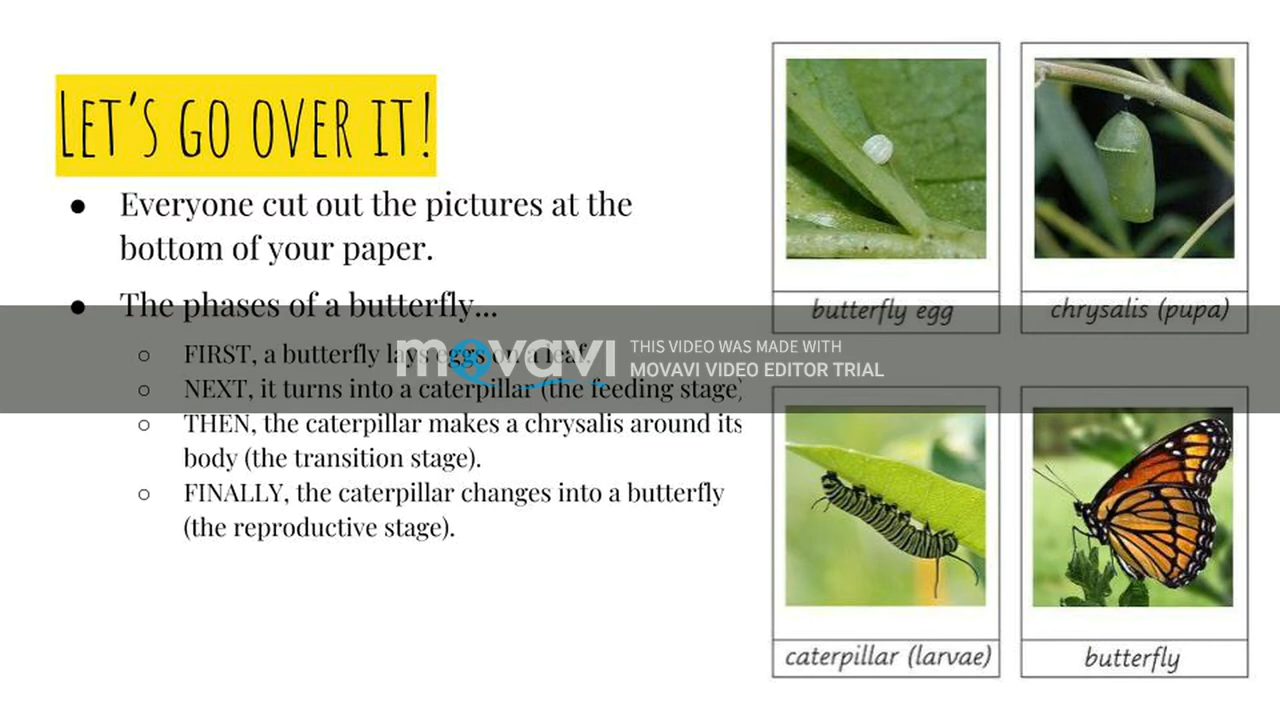 LET'S GO OVER IT!
● Everyone cut out the pictures at the
bottom of your paper.
● The phases of a butterfly...
○ FIRST, a butterfly lays eggs on a leaf.
○ NEXT, it turns into a caterpillar (the feeding stage)
○ THEN, the caterpillar makes a chrysalis around its
body (the transition stage).
○ FINALLY, the caterpillar changes into a butterfly
(the reproductive stage).
butterfly egg
chrysalis (pupa)
caterpillar (larvae)
butterfly
movavi
THIS VIDEO WAS MADE WITH
MOVAVI VIDEO EDITOR TRIAL